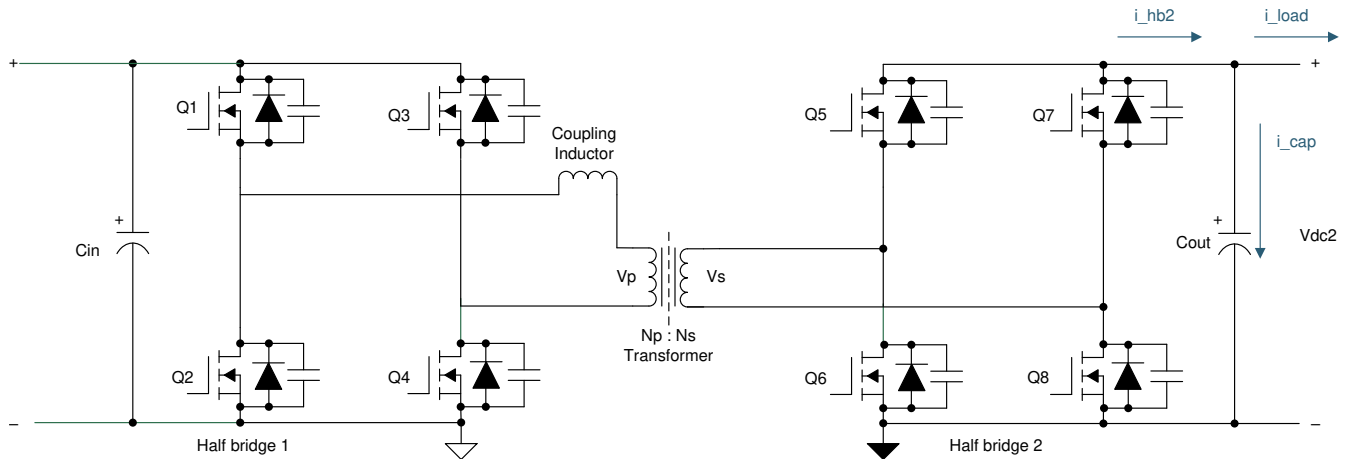 i_hb2
i_load
+
+
Q1
Q3
Q5
Q7
Coupling
Inductor
i_cap
+
Cin
+
Cout
Vdc2
Vp
Vs
Np : Ns
Transformer
Q2
Q4
Q6
Q8
–
–
Half bridge 1
Half bridge 2